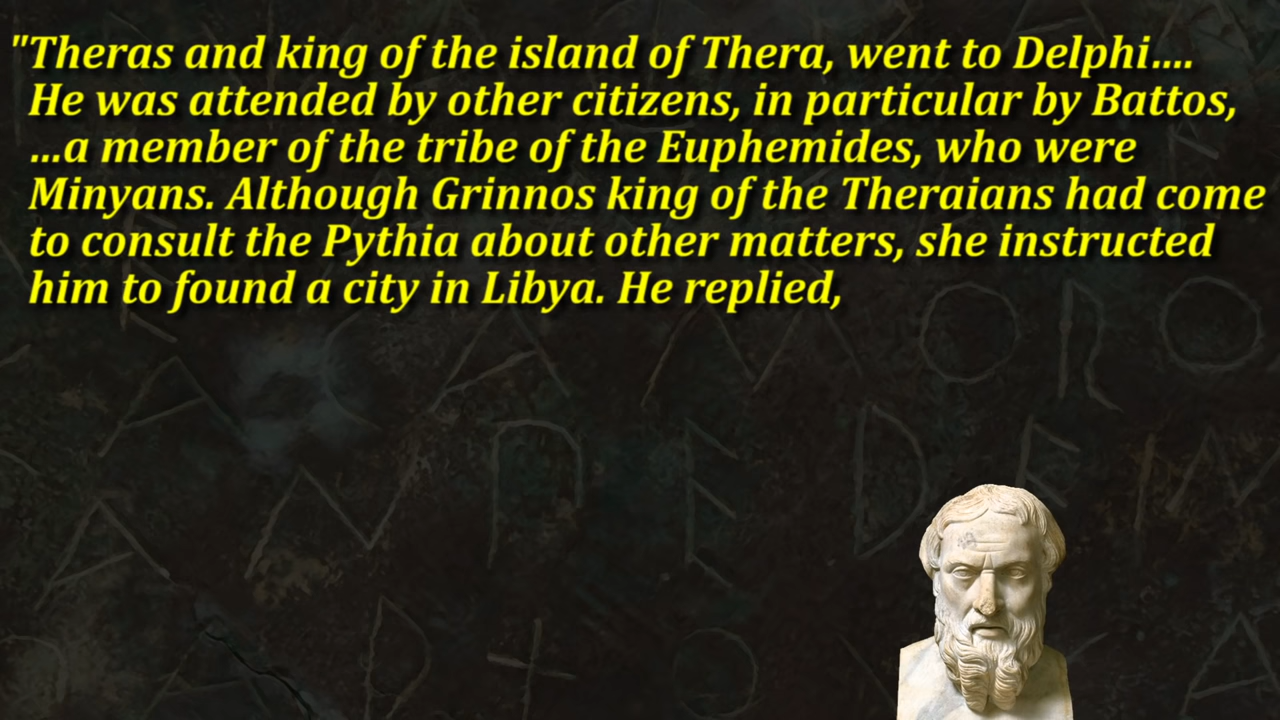 "Theras and king of the island of Thera, went to Delphi....
He was attended by other citizens, in particular by Battos,
...a member of the tribe of the Euphemides, who were
Minyans. Although Grinnos king of the Theraians had come
to consult the Pythia about other matters, she instructed
him to found a city in Libya. He replied,